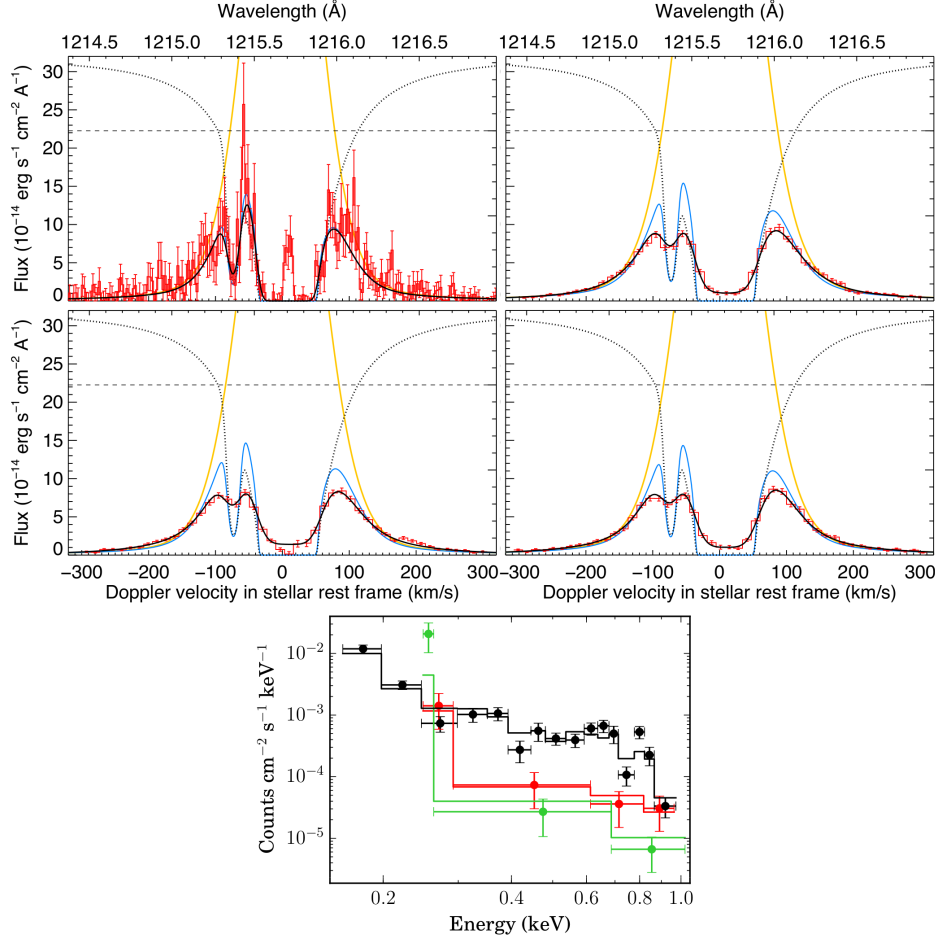 Wavelength (Å) Wavelength (Å)
1214.5 1215.0 1215.5 1216.0 1216.5 1214.5 1215.0 1215.5 1216.0 1216.5
Flux (10⁻¹⁴ erg s⁻¹ cm⁻² A⁻¹)
30
25
20
15
10
5
0
Flux (10⁻¹⁴ erg s⁻¹ cm⁻² A⁻¹)
30
25
20
15
10
5
0
−300 −200 −100 0 100 200 300 −300 −200 −100 0 100 200 300
Doppler velocity in stellar rest frame (km/s) Doppler velocity in stellar rest frame (km/s)
Counts cm⁻² s⁻¹ keV⁻¹
10⁻²
10⁻³
10⁻⁴
10⁻⁵
0.2 0.4 0.6 0.8 1.0
Energy (keV)